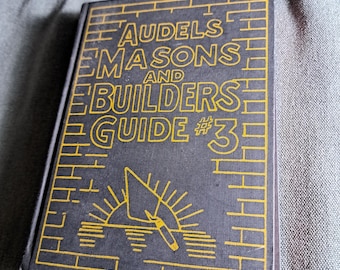 AUDELS
MASONS
AND
BUILDERS
GUIDE #3